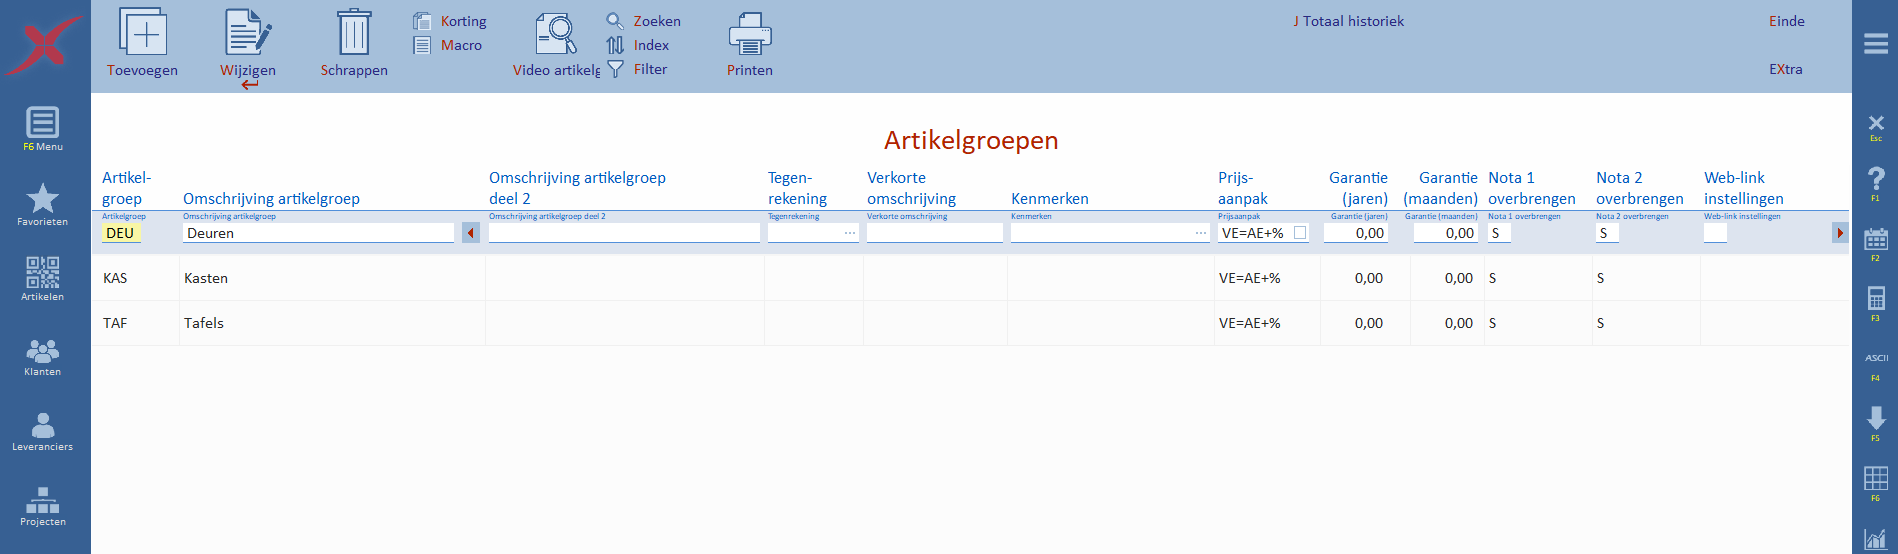 Toevoegen
Wijzigen
Schrappen
Korting
Macro
Video artikelg
Zoeken
Index
Filter
Printen
J Totaal historiek
Einde
EXtra
F6 Menu
Favorieten
Artikelen
Klanten
Leveranciers
Projecten
Artikelgroepen
Artikel-
groep
Omschrijving artikelgroep
Omschrijving artikelgroep
deel 2
Tegen-
rekening
Verkorte
omschrijving
Kenmerken
Prijs-
aanpak
Garantie
(jaren)
Garantie
(maanden)
Nota 1
overbrengen
Nota 2
overbrengen
Web-link
instellingen
Artikelgroep Omschrijving artikelgroep Omschrijving artikelgroep deel 2 Tegenrekening Verkorte omschrijving Kenmerken Prijsaanpak Garantie (jaren) Garantie (maanden) Nota 1 overbrengen Nota 2 overbrengen Web-link instellingen
DEU Deuren ... ... VE=AE+% 0,00 0,00 S S
KAS Kasten VE=AE+% 0,00 0,00 S S
TAF Tafels VE=AE+% 0,00 0,00 S S
Esc
?
F1
F2
F3
ASCII
F4
F5
F6